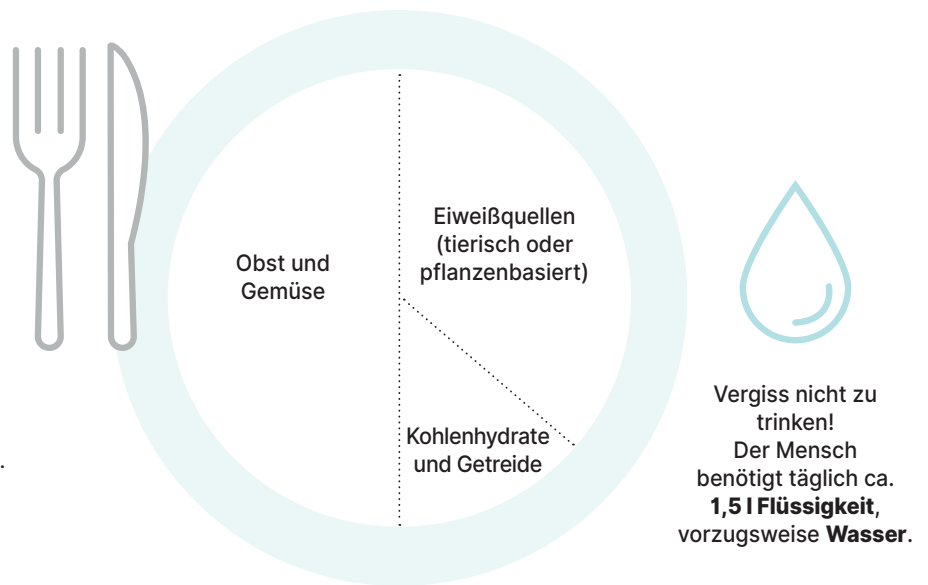 Obst und
Gemüse
Eiweißquellen
(tierisch oder
pflanzenbasiert)
Kohlenhydrate
und Getreide
.
Vergiss nicht zu
trinken!
Der Mensch
benötigt täglich ca.
1,5 l Flüssigkeit,
vorzugsweise Wasser.